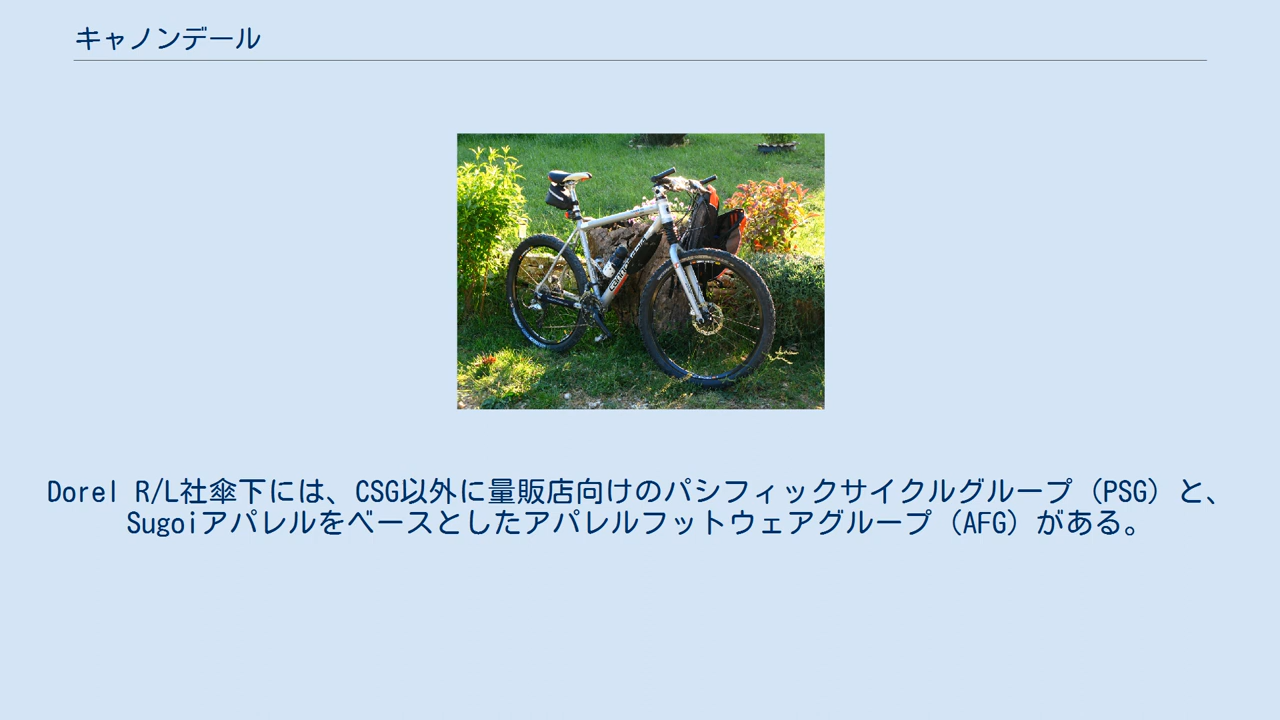 キャノンデール
Dorel R/L社傘下には、CSG以外に量販店向けのパシフィックサイクルグループ（PSG）と、
Sugoiアパレルをベースとしたアパレルフットウェアグループ（AFG）がある。